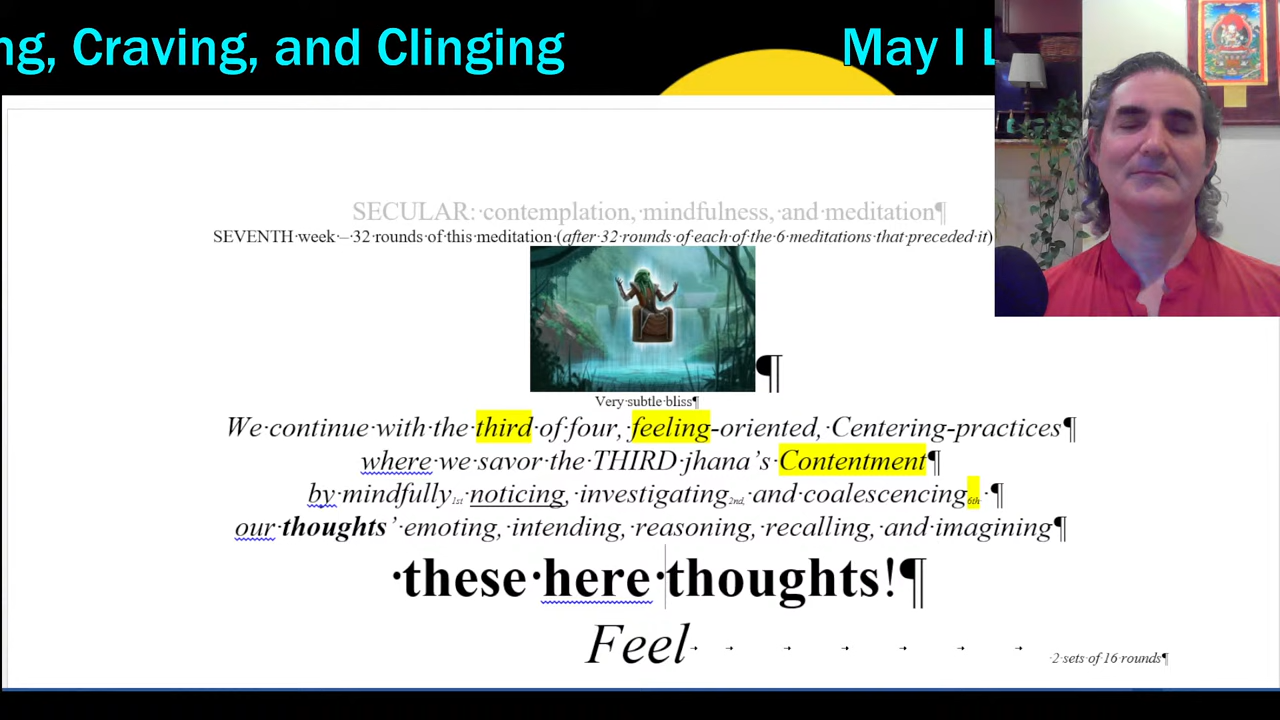 ng, Craving, and Clinging May I L
SECULAR: contemplation, mindfulness, and meditation¶
SEVENTH week – 32 rounds of this meditation (after 32 rounds of each of the 6 meditations that preceded it)
¶
Very subtle bliss¶
We continue with the third of four, feeling-oriented, Centering-practices¶
where we savor the THIRD jhana's Contentment¶
by mindfully 1st noticing, investigating 2nd, and coalescencing 6th ¶
our thoughts' emoting, intending, reasoning, recalling, and imagining¶
these here thoughts!¶
Feel → → → → → → → 2 sets of 16 rounds¶